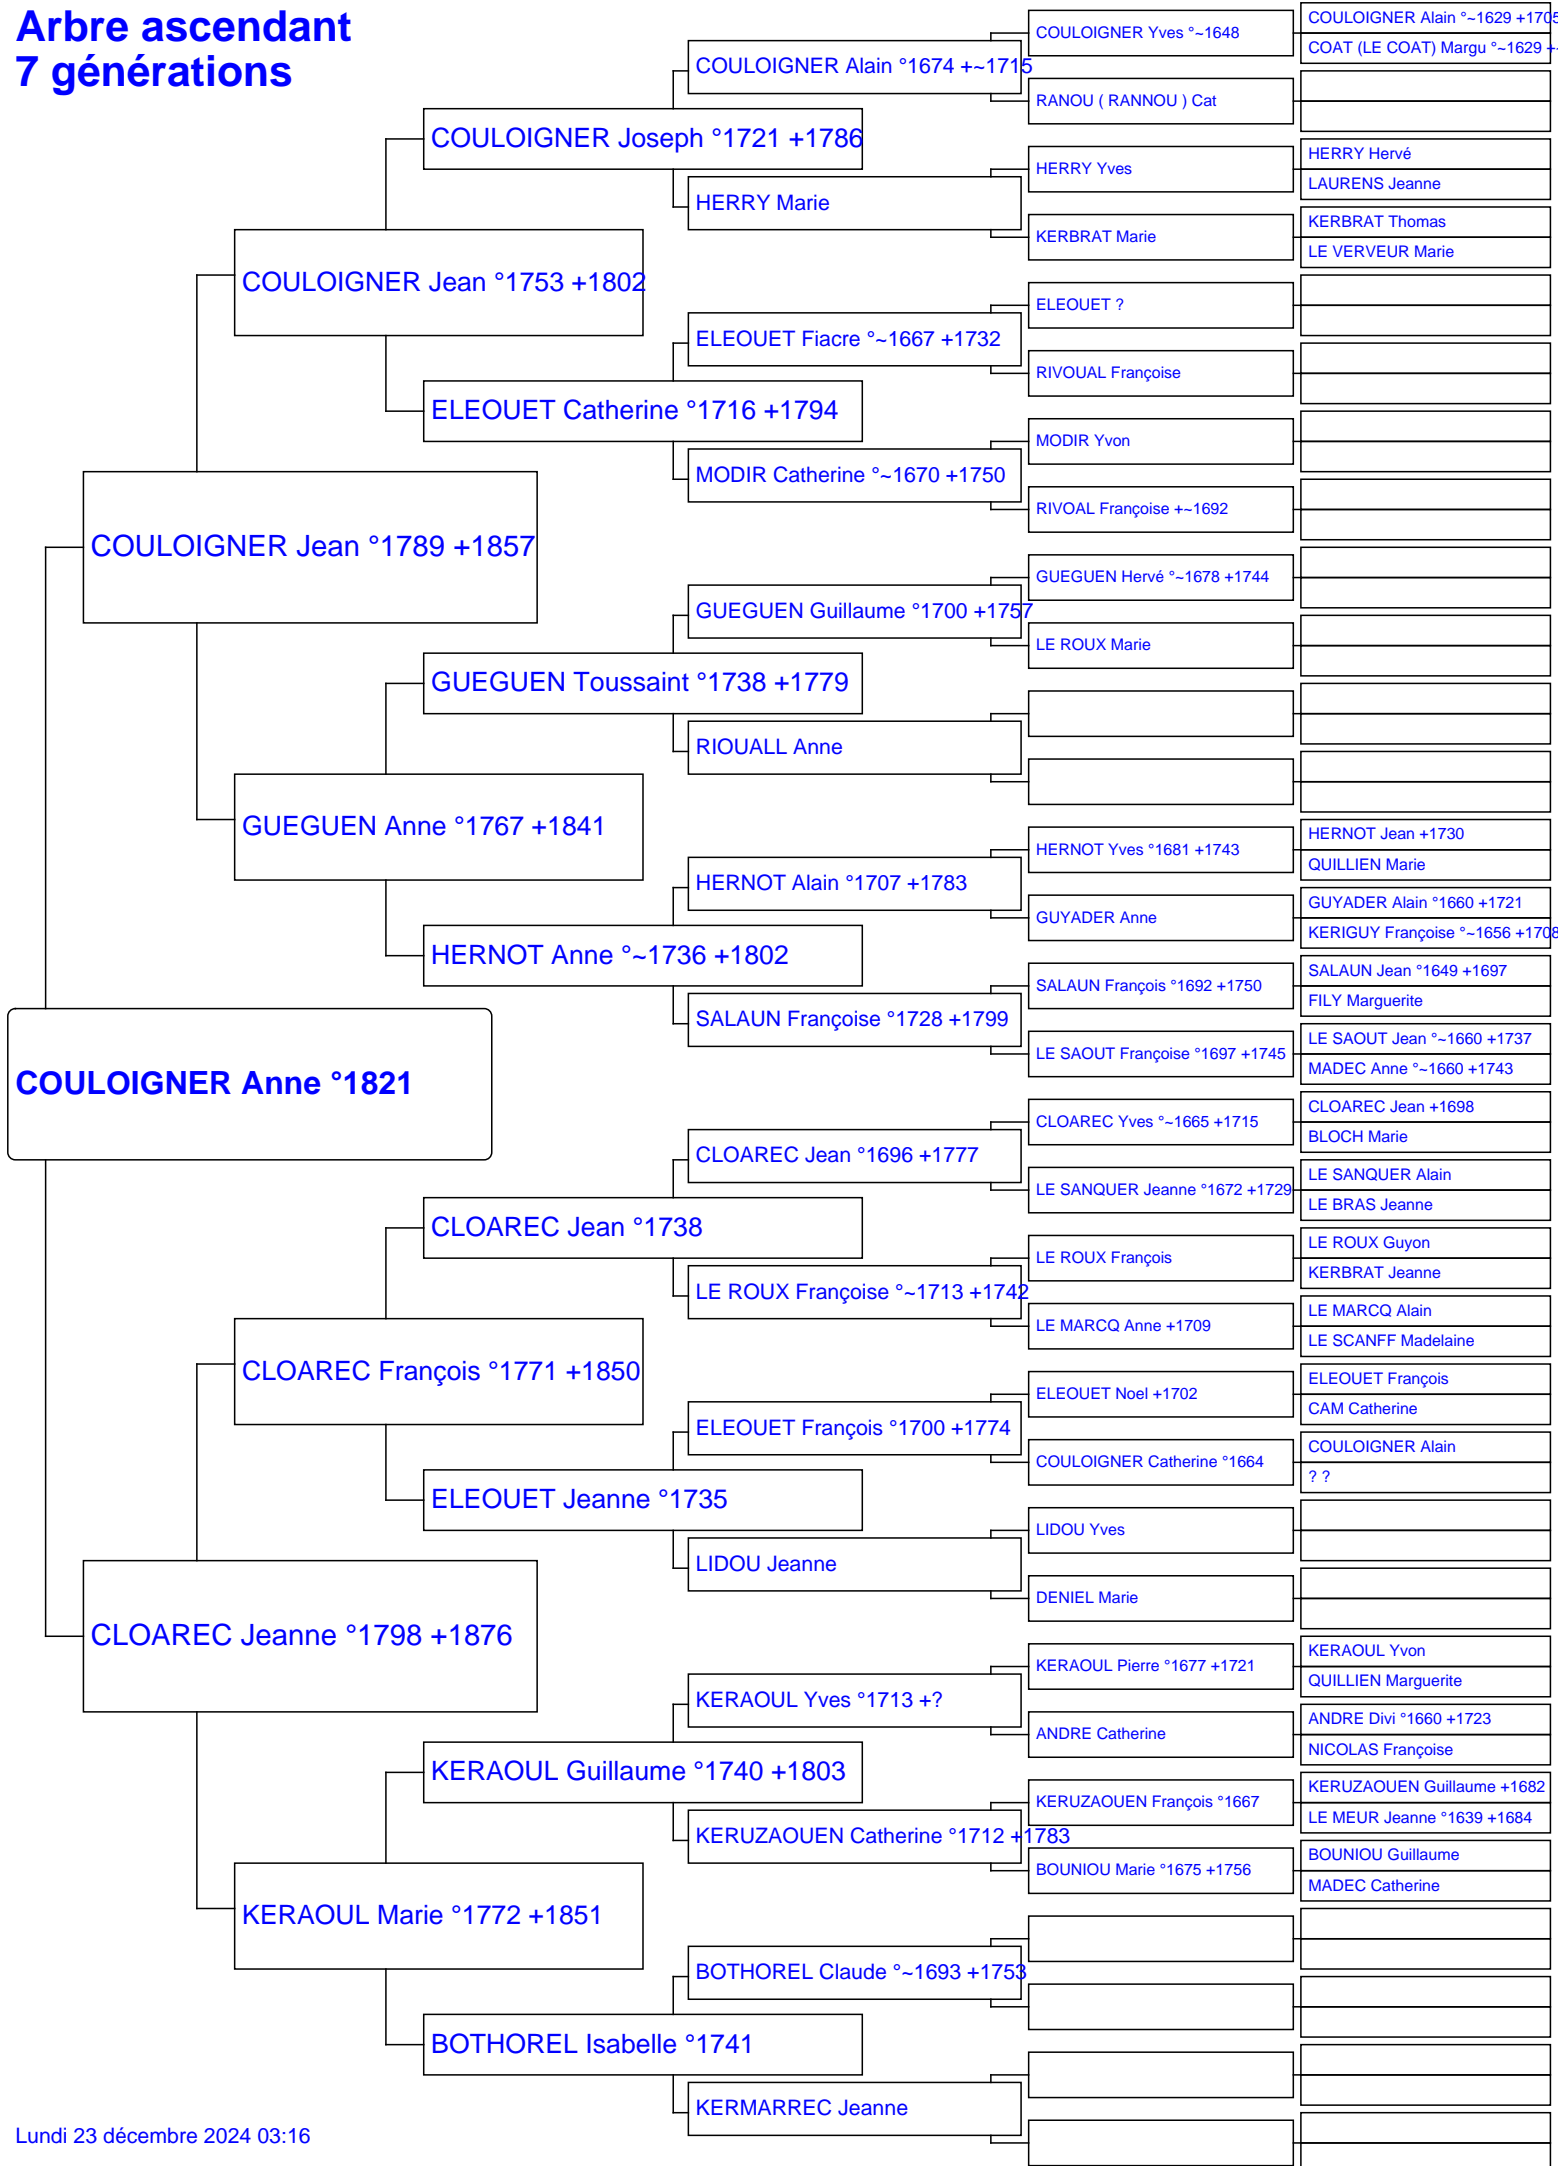 Arbre ascendant
7 générations
COULOIGNER Anne °1821
COULOIGNER Jean °1789 +1857
CLOAREC Jeanne °1798 +1876
COULOIGNER Jean °1753 +1802
GUEGUEN Anne °1767 +1841
CLOAREC François °1771 +1850
KERAOUL Marie °1772 +1851
COULOIGNER Joseph °1721 +1786
ELEOUET Catherine °1716 +1794
GUEGUEN Toussaint °1738 +1779
HERNOT Anne °~1736 +1802
CLOAREC Jean °1738
ELEOUET Jeanne °1735
KERAOUL Guillaume °1740 +1803
BOTHOREL Isabelle °1741
COULOIGNER Alain °1674 +~1715
HERRY Marie
ELEOUET Fiacre °~1667 +1732
MODIR Catherine °~1670 +1750
GUEGUEN Guillaume °1700 +1757
RIOUALL Anne
HERNOT Alain °1707 +1783
SALAUN Françoise °1728 +1799
CLOAREC Jean °1696 +1777
LE ROUX Françoise °~1713 +1742
ELEOUET François °1700 +1774
LIDOU Jeanne
KERAOUL Yves °1713 +?
KERUZAOUEN Catherine °1712 +1783
BOTHOREL Claude °~1693 +1753
KERMARREC Jeanne
COULOIGNER Yves °~1648
RANOU ( RANNOU ) Cat
HERRY Yves
KERBRAT Marie
ELEOUET ?
RIVOUAL Françoise
MODIR Yvon
RIVOAL Françoise +~1692
GUEGUEN Hervé °~1678 +1744
LE ROUX Marie
HERNOT Yves °1681 +1743
GUYADER Anne
SALAUN François °1692 +1750
LE SAOUT Françoise °1697 +1745
CLOAREC Yves °~1665 +1715
LE SANQUER Jeanne °1672 +1729
LE ROUX François
LE MARCQ Anne +1709
ELEOUET Noel +1702
COULOIGNER Catherine °1664
LIDOU Yves
DENIEL Marie
KERAOUL Pierre °1677 +1721
ANDRE Catherine
KERUZAOUEN François °1667
BOUNIOU Marie °1675 +1756
COULOIGNER Alain °~1629 +1705
COAT (LE COAT) Margu °~1629
HERRY Hervé
LAURENS Jeanne
KERBRAT Thomas
LE VERVEUR Marie
HERNOT Jean +1730
QUILLIEN Marie
GUYADER Alain °1660 +1721
KERIGUY Françoise °~1656 +1708
SALAUN Jean °1649 +1697
FILY Marguerite
LE SAOUT Jean °~1660 +1737
MADEC Anne °~1660 +1743
CLOAREC Jean +1698
BLOCH Marie
LE SANQUER Alain
LE BRAS Jeanne
LE ROUX Guyon
KERBRAT Jeanne
LE MARCQ Alain
LE SCANFF Madelaine
ELEOUET François
CAM Catherine
COULOIGNER Alain
? ?
KERAOUL Yvon
QUILLIEN Marguerite
ANDRE Divi °1660 +1723
NICOLAS Françoise
KERUZAOUEN Guillaume +1682
LE MEUR Jeanne °1639 +1684
BOUNIOU Guillaume
MADEC Catherine
Lundi 23 décembre 2024 03:16